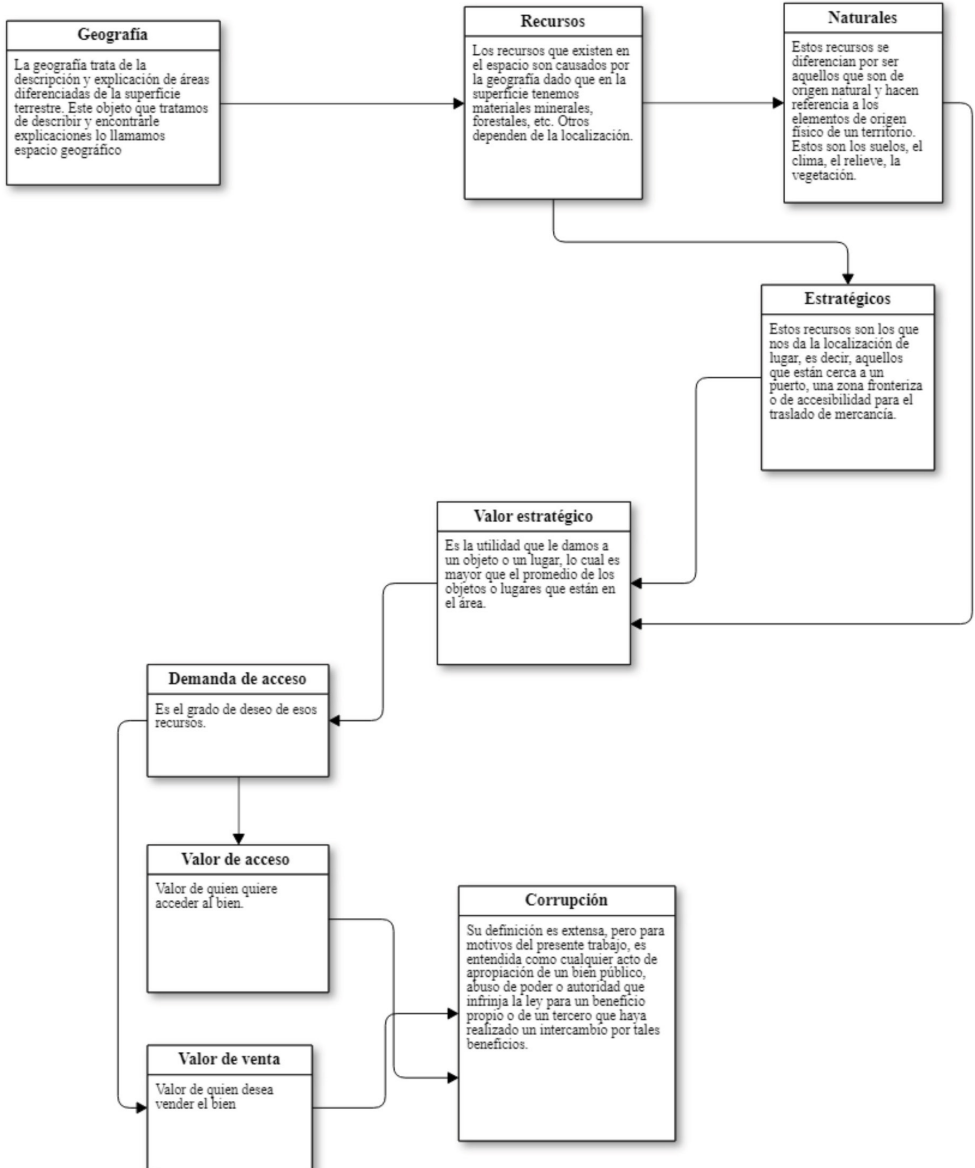 Geografía
La geografía trata de la
descripción y explicación de áreas
diferenciadas de la superficie
terrestre. Este objeto que tratamos
de describir y encontrarle
explicaciones lo llamamos
espacio geográfico
Recursos
Los recursos que existen en
el espacio son causados por
la geografía dado que en la
superficie tenemos
materiales minerales,
forestales, etc. Otros
dependen de la localización.
Naturales
Estos recursos se
diferencian por ser
aquellos que son de
origen natural y hacen
referencia a los
elementos de origen
físico de un territorio.
Estos son los suelos, el
clima, el relieve, la
vegetación.
Estratégicos
Estos recursos son los que
nos da la localización de
lugar, es decir, aquellos
que están cerca a un
puerto, una zona fronteriza
o de accesibilidad para el
traslado de mercancía.
Valor estratégico
Es la utilidad que le damos a
un objeto o un lugar, lo cual es
mayor que el promedio de los
objetos o lugares que están en
el área.
Demanda de acceso
Es el grado de deseo de esos
recursos.
Valor de acceso
Valor de quien quiere
acceder al bien.
Valor de venta
Valor de quien desea
vender el bien
Corrupción
Su definición es extensa, pero para
motivos del presente trabajo, es
entendida como cualquier acto de
apropiación de un bien público,
abuso de poder o autoridad que
infrinja la ley para un beneficio
propio o de un tercero que haya
realizado un intercambio por tales
beneficios.